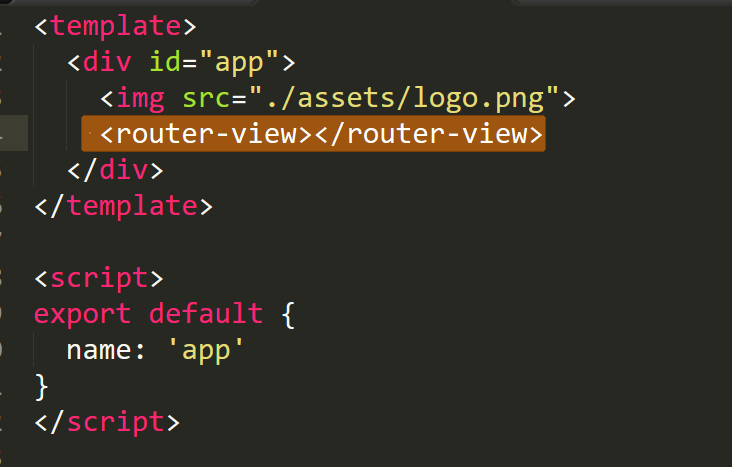 <template>
  <div id="app">
    <img src="./assets/logo.png">
    <router-view></router-view>
  </div>
</template>

<script>
export default {
  name: 'app'
}
</script>